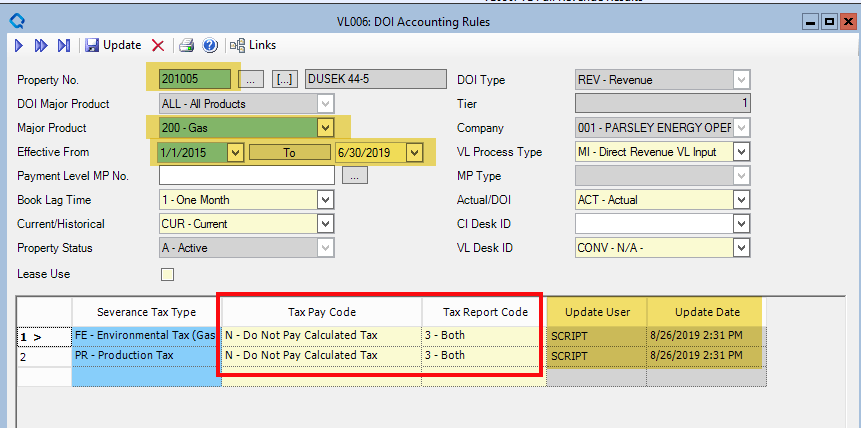 VL006: DOI Accounting Rules
Update Links
Property No. 201005 ... [...] DUSEK 44-5 DOI Type REV - Revenue
DOI Major Product ALL - All Products Tier 1
Major Product 200 - Gas Company 001 - PARSLEY ENERGY OPEF
Effective From 1/1/2015 To 6/30/2019 VL Process Type MI - Direct Revenue VL Input
Payment Level MP No. ... MP Type
Book Lag Time 1 - One Month Actual/DOI ACT - Actual
Current/Historical CUR - Current CI Desk ID
Property Status A - Active VL Desk ID CONV - N/A -
Lease Use
Severance Tax Type Tax Pay Code Tax Report Code Update User Update Date
1 > FE - Environmental Tax (Gas N - Do Not Pay Calculated Tax 3 - Both SCRIPT 8/26/2019 2:31 PM
2 PR - Production Tax N - Do Not Pay Calculated Tax 3 - Both SCRIPT 8/26/2019 2:31 PM